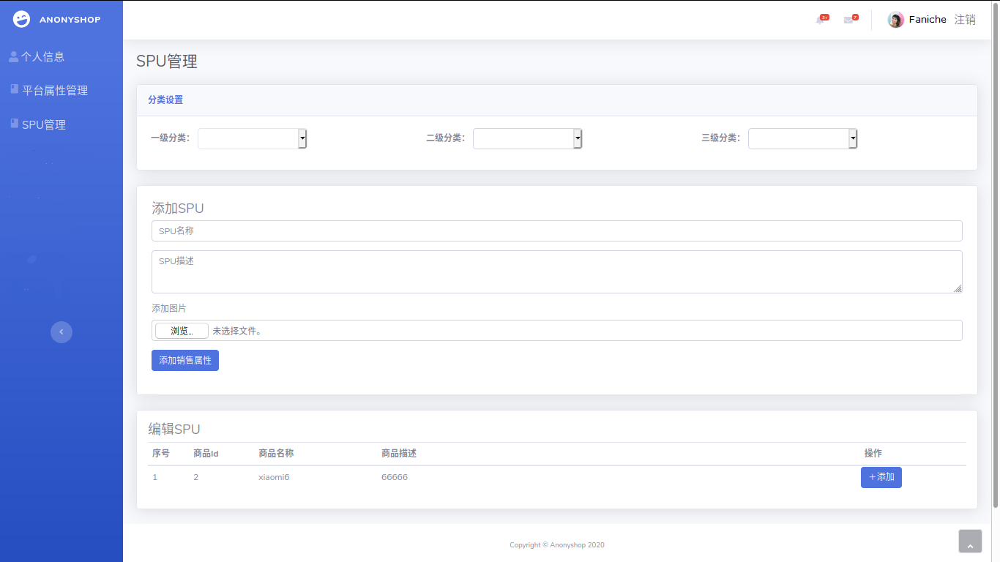 ANONYSHOP
3+
7
Faniche 注销
个人信息
平台属性管理
SPU管理
SPU管理
分类设置
一级分类：
二级分类：
三级分类：
添加SPU
SPU名称
SPU描述
添加图片
浏览… 未选择文件。
添加销售属性
编辑SPU
序号 商品Id 商品名称 商品描述 操作
1 2 xiaomi6 66666 +添加
Copyright © Anonyshop 2020